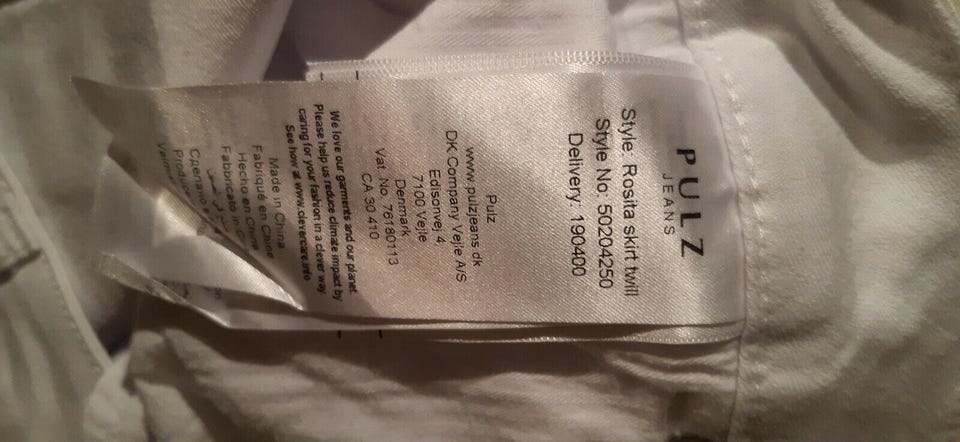 PULZ
JEANS
Style: Rosita skirt twill
Style No: 50204250
Delivery: 190400
Pulz
www.pulzjeans.dk
DK Company Vejle A/S
Edisonvej 4
7100 Vejle
Denmark
Vat. No. 76180113
CA 30 410
We love our garments and our planet.
Please help us reduce climate impact by
caring for your fashion in a clever way.
See how at www.clevercare.info
Made in China
Fabriqué en Chine
Hecho en China
Fabbricato in
Сделано в